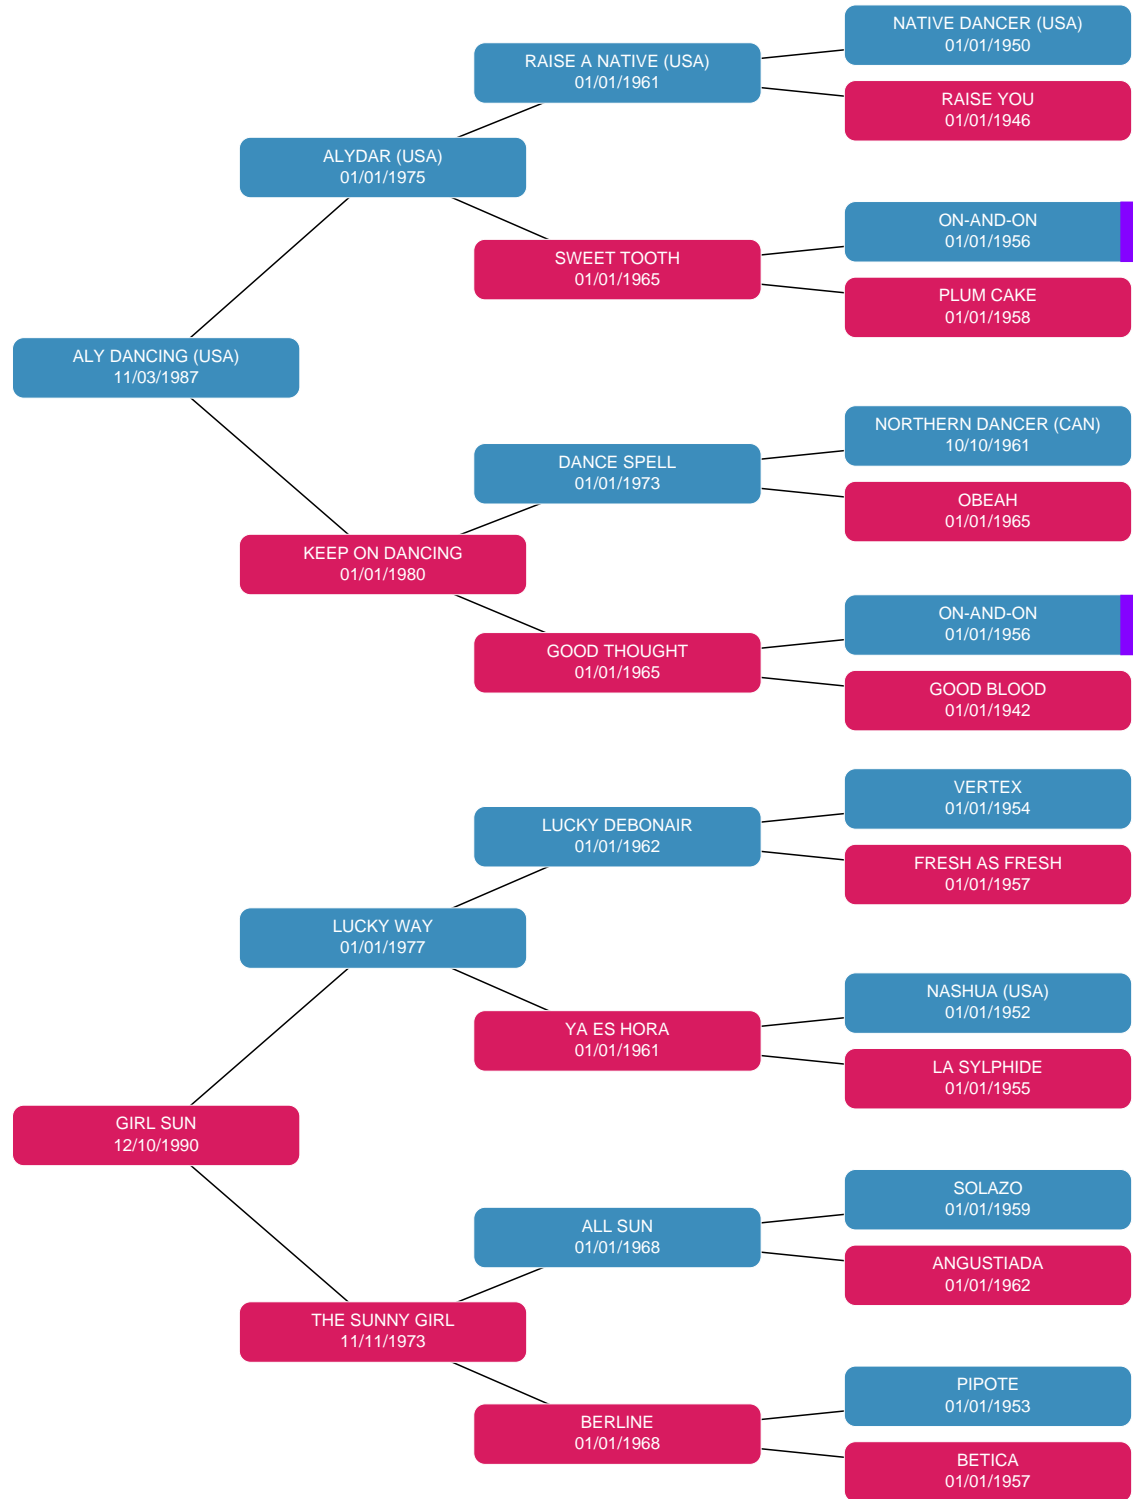 NATIVE DANCER (USA)
01/01/1950
RAISE A NATIVE (USA)
01/01/1961
RAISE YOU
01/01/1946
ALYDAR (USA)
01/01/1975
ON-AND-ON
01/01/1956
SWEET TOOTH
01/01/1965
PLUM CAKE
01/01/1958
ALY DANCING (USA)
11/03/1987
NORTHERN DANCER (CAN)
10/10/1961
DANCE SPELL
01/01/1973
OBEAH
01/01/1965
KEEP ON DANCING
01/01/1980
ON-AND-ON
01/01/1956
GOOD THOUGHT
01/01/1965
GOOD BLOOD
01/01/1942
VERTEX
01/01/1954
LUCKY DEBONAIR
01/01/1962
FRESH AS FRESH
01/01/1957
LUCKY WAY
01/01/1977
NASHUA (USA)
01/01/1952
YA ES HORA
01/01/1961
LA SYLPHIDE
01/01/1955
GIRL SUN
12/10/1990
SOLAZO
01/01/1959
ALL SUN
01/01/1968
ANGUSTIADA
01/01/1962
THE SUNNY GIRL
11/11/1973
PIPOTE
01/01/1953
BERLINE
01/01/1968
BETICA
01/01/1957